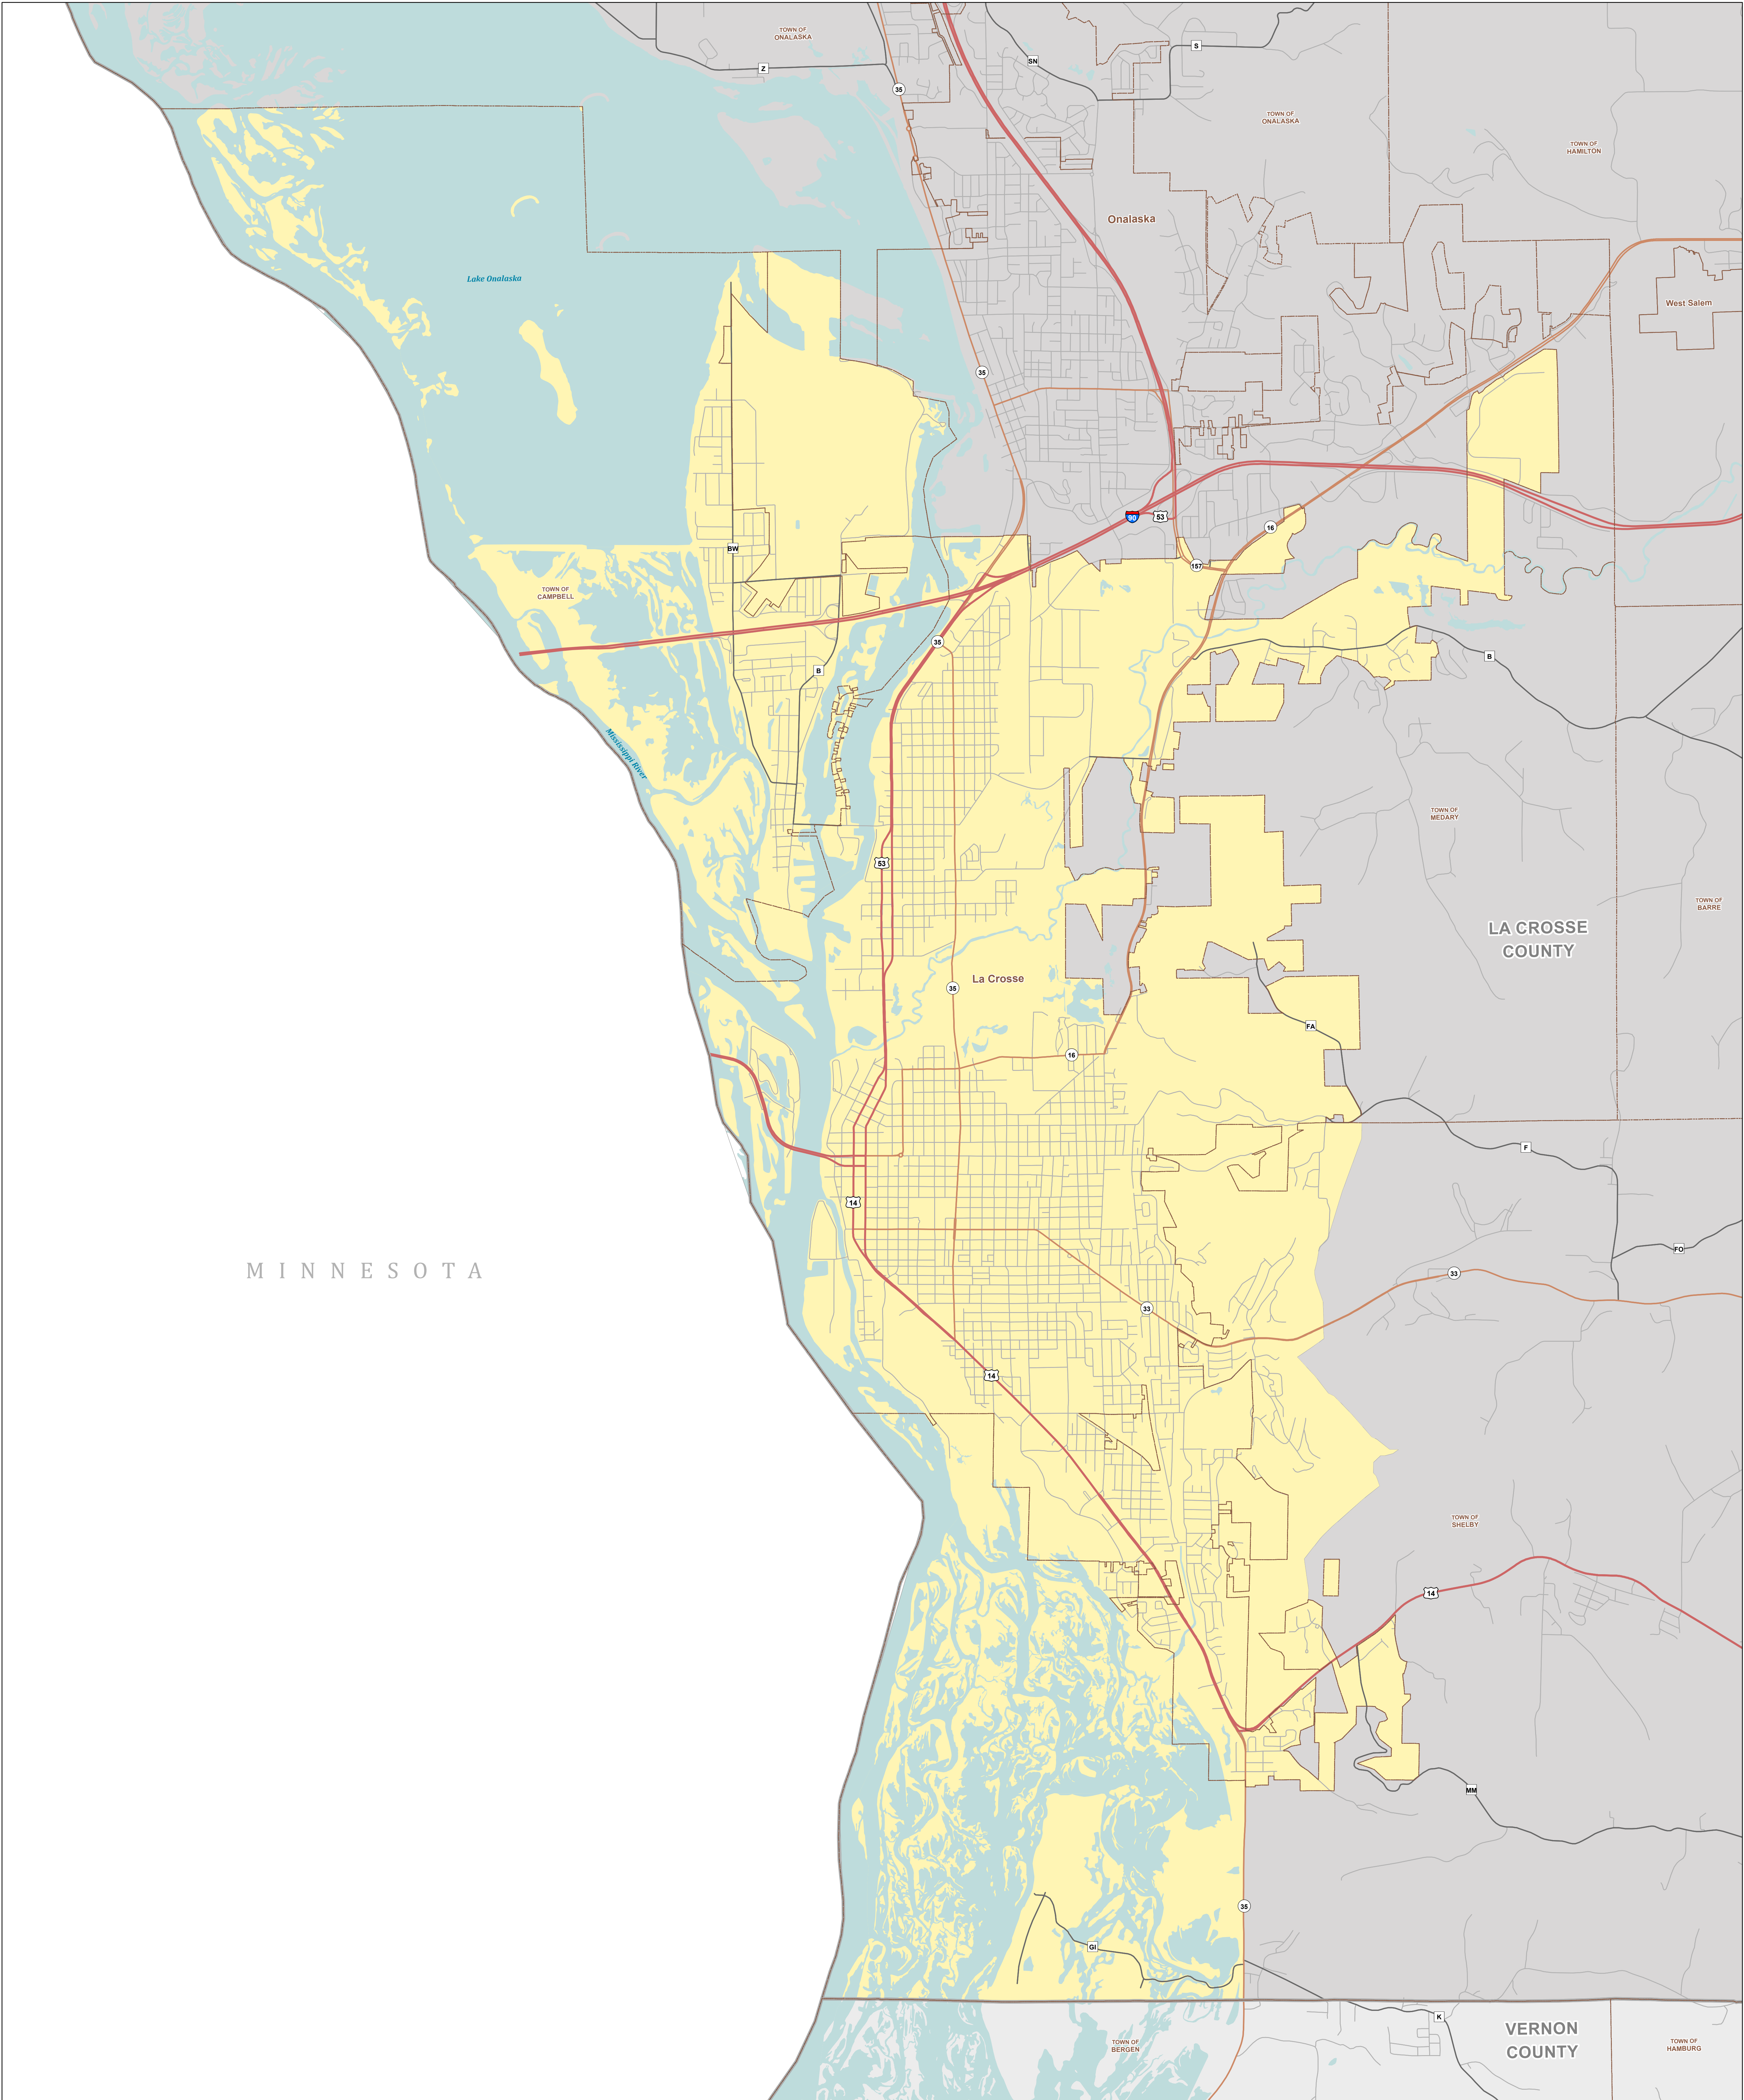 TOWN OF
ONALASKA
S
SN
Z
35
TOWN OF
ONALASKA
TOWN OF
HAMILTON
Onalaska
Lake Onalaska
West Salem
35
90
53
16
BW
157
TOWN OF
CAMPBELL
35
B
B
Mississippi River
TOWN OF
MEDARY
53
TOWN OF
BARRE
LA CROSSE
COUNTY
La Crosse
35
FA
16
F
14
FO
MINNESOTA
33
33
14
TOWN OF
SHELBY
14
MM
35
GI
K
VERNON
COUNTY
TOWN OF
BERGEN
TOWN OF
HAMBURG